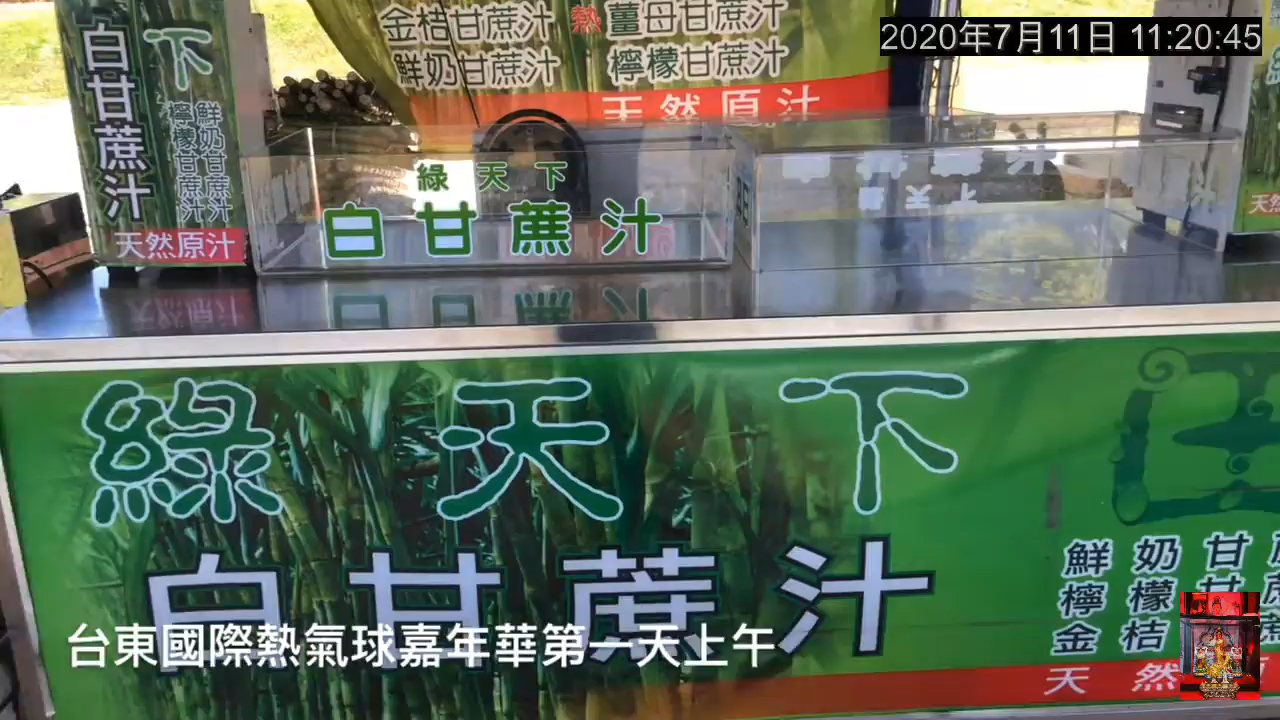 2020年7月11日 11:20:45
金桔甘蔗汁 熱 薑母甘蔗汁
鮮奶甘蔗汁 檸檬甘蔗汁
天然原汁
下
白甘蔗汁
鮮奶甘蔗汁
檸檬甘蔗汁
天然原汁
綠天下
白甘蔗汁
天然
綠天下
白甘蔗汁
鮮奶甘
檸檬甘
金桔
天然
台東國際熱氣球嘉年華第一天上午